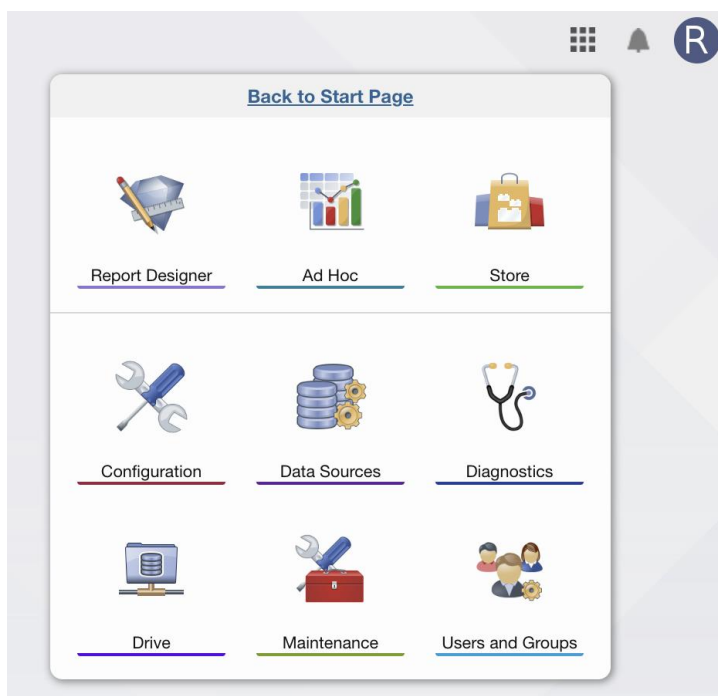 R
Back to Start Page
Report Designer
Ad Hoc
Store
Configuration
Data Sources
Diagnostics
Drive
Maintenance
Users and Groups